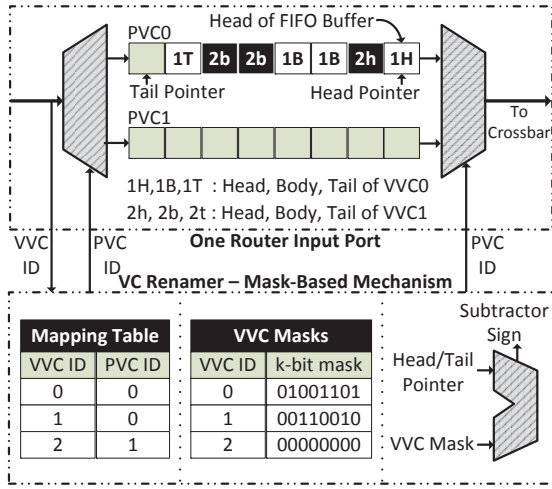 Head of FIFO Buffer
PVC0
1T 2b 2b 1B 1B 2h 1H
Tail Pointer
Head Pointer
PVC1
To
Crossbar
1H,1B,1T : Head, Body, Tail of VVC0
2h, 2b, 2t : Head, Body, Tail of VVC1
One Router Input Port
VVC
ID
PVC
ID
PVC
ID
VC Renamer – Mask-Based Mechanism
Mapping Table
VVC ID PVC ID
0 0
1 0
2 1
VVC Masks
VVC ID k-bit mask
0 01001101
1 00110010
2 00000000
Subtractor
Sign
Head/Tail
Pointer
VVC Mask